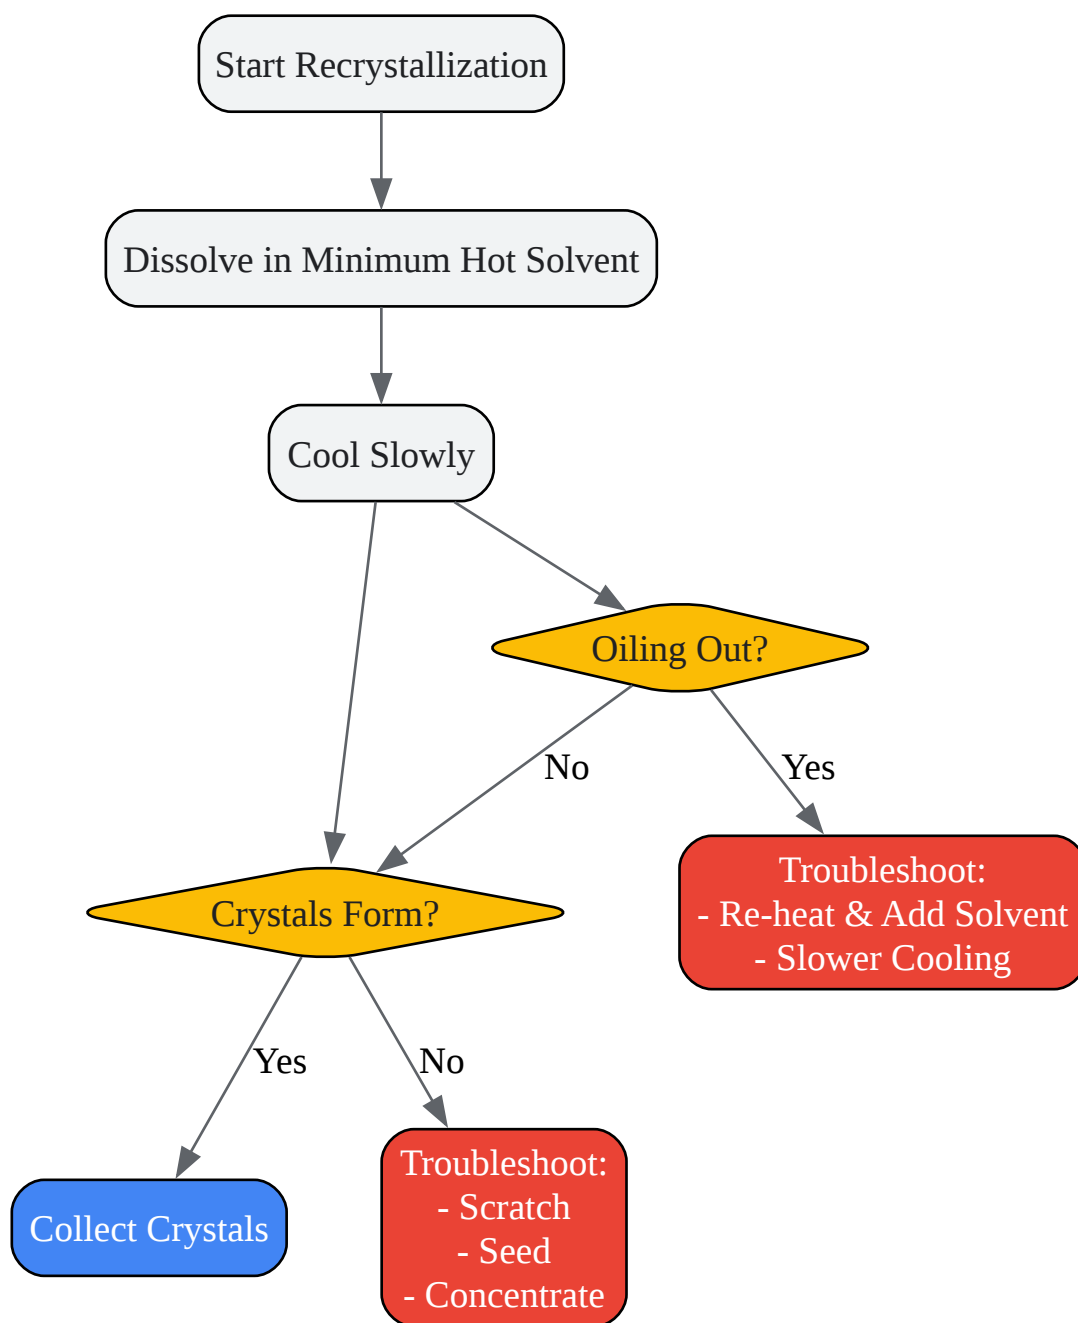 Start Recrystallization
Dissolve in Minimum Hot Solvent
Cool Slowly
Oiling Out?
No
Yes
Troubleshoot:
- Re-heat & Add Solvent
- Slower Cooling
Crystals Form?
Yes
No
Collect Crystals
Troubleshoot:
- Scratch
- Seed
- Concentrate